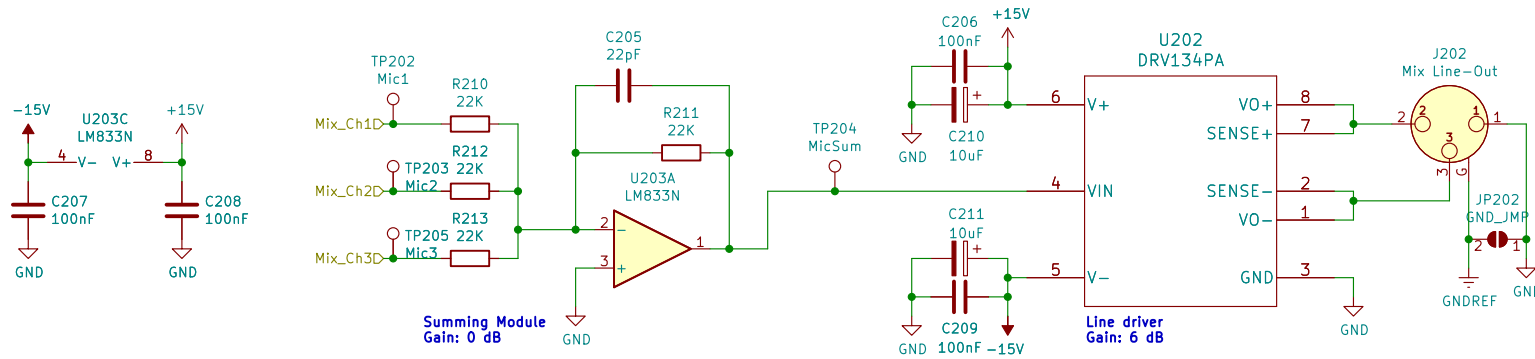 -15V
U203C
LM833N
+15V
4
V-
V+
8
C207
100nF
C208
100nF
GND
GND
TP202
Mic1
Mix_Ch1
R210
22K
Mix_Ch2
TP203
Mic2
R212
22K
Mix_Ch3
TP205
Mic3
R213
22K
C205
22pF
R211
22K
U203A
LM833N
2
-
3
+
1
GND
Summing Module
Gain: 0 dB
TP204
MicSum
C206
100nF
+15V
+
C210
10uF
GND
C211
10uF
+
C209
100nF
GND
-15V
U202
DRV134PA
6
V+
4
VIN
5
V-
VO+
8
SENSE+
7
SENSE-
2
VO-
1
GND
3
GND
Line driver
Gain: 6 dB
J202
Mix Line-Out
2
2
1
1
3
3
G
JP202
GND_JMP
2
1
GNDREF
GN